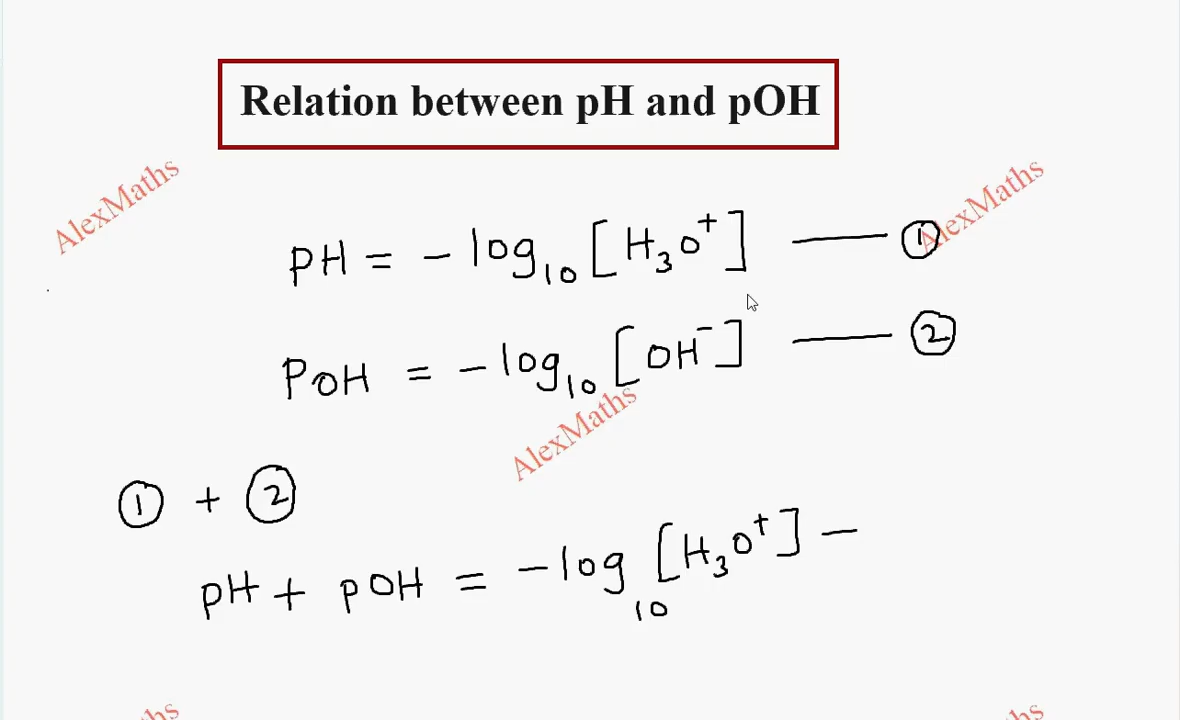 Relation between pH and pOH
AlexMaths
AlexMaths
pH = - log₁₀ [H₃O⁺] —— ①
POH = - log₁₀ [OH⁻] —— ②
AlexMaths
① + ②
pH + pOH = - log₁₀ [H₃O⁺] -